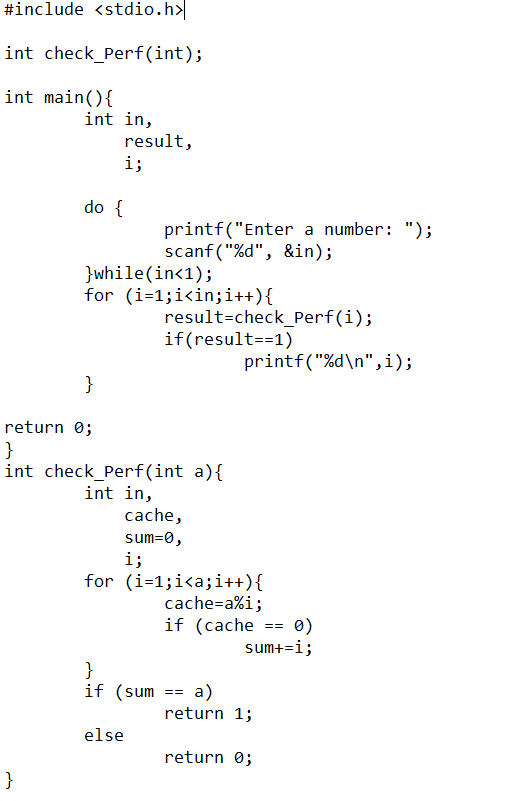 #include <stdio.h>
int check_Perf(int);
int main(){
int in,
result,
i;
do {
printf("Enter a number: ");
scanf("%d", &in);
}while(in<1);
for (i=1;i<in;i++){
result=check_Perf(i);
if(result==1)
printf("%d\n",i);
}
return 0;
}
int check_Perf(int a){
int in,
cache,
sum=0,
i;
for (i=1;i<a;i++){
cache=a%i;
if (cache == 0)
sum+=i;
}
if (sum == a)
return 1;
else
return 0;
}